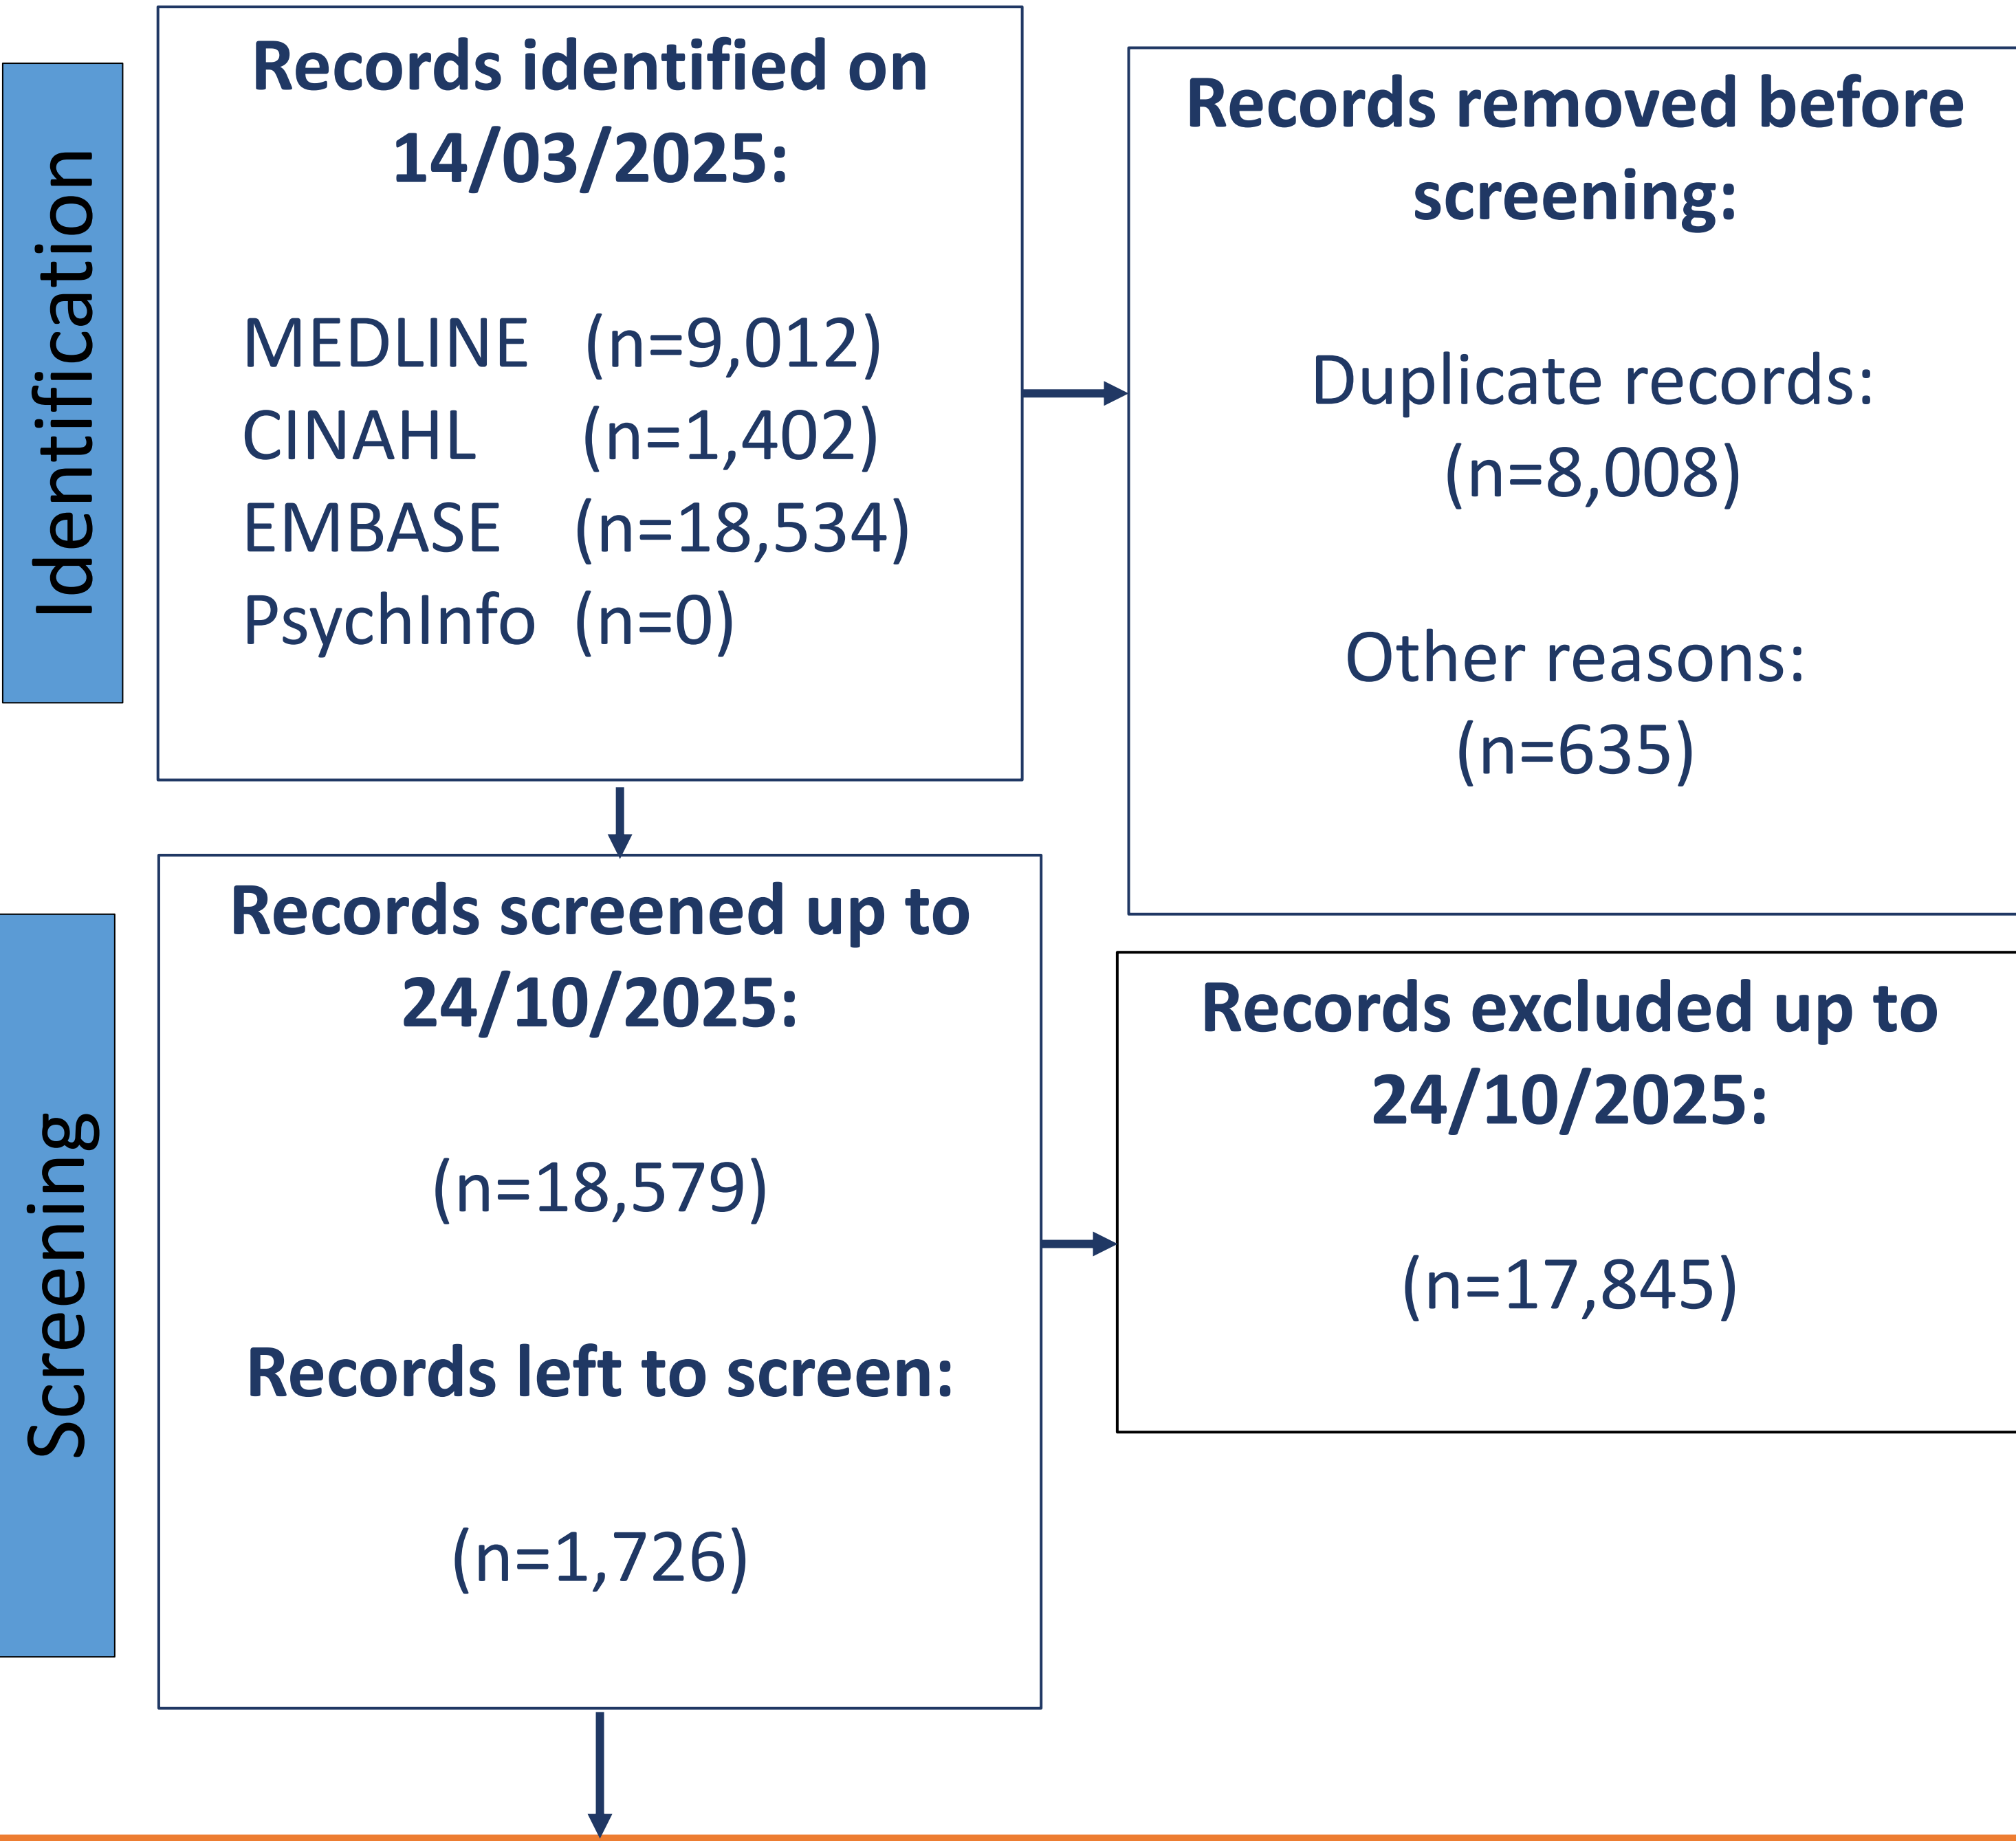 Identification
Records identified on
14/03/2025:
MEDLINE (n=9,012)
CINAHL (n=1,402)
EMBASE (n=18,534)
PsychInfo (n=0)
Records removed before
screening:
Duplicate records:
(n=8,008)
Other reasons:
(n=635)
Screening
Records screened up to
24/10/2025:
(n=18,579)
Records left to screen:
(n=1,726)
Records excluded up to
24/10/2025:
(n=17,845)